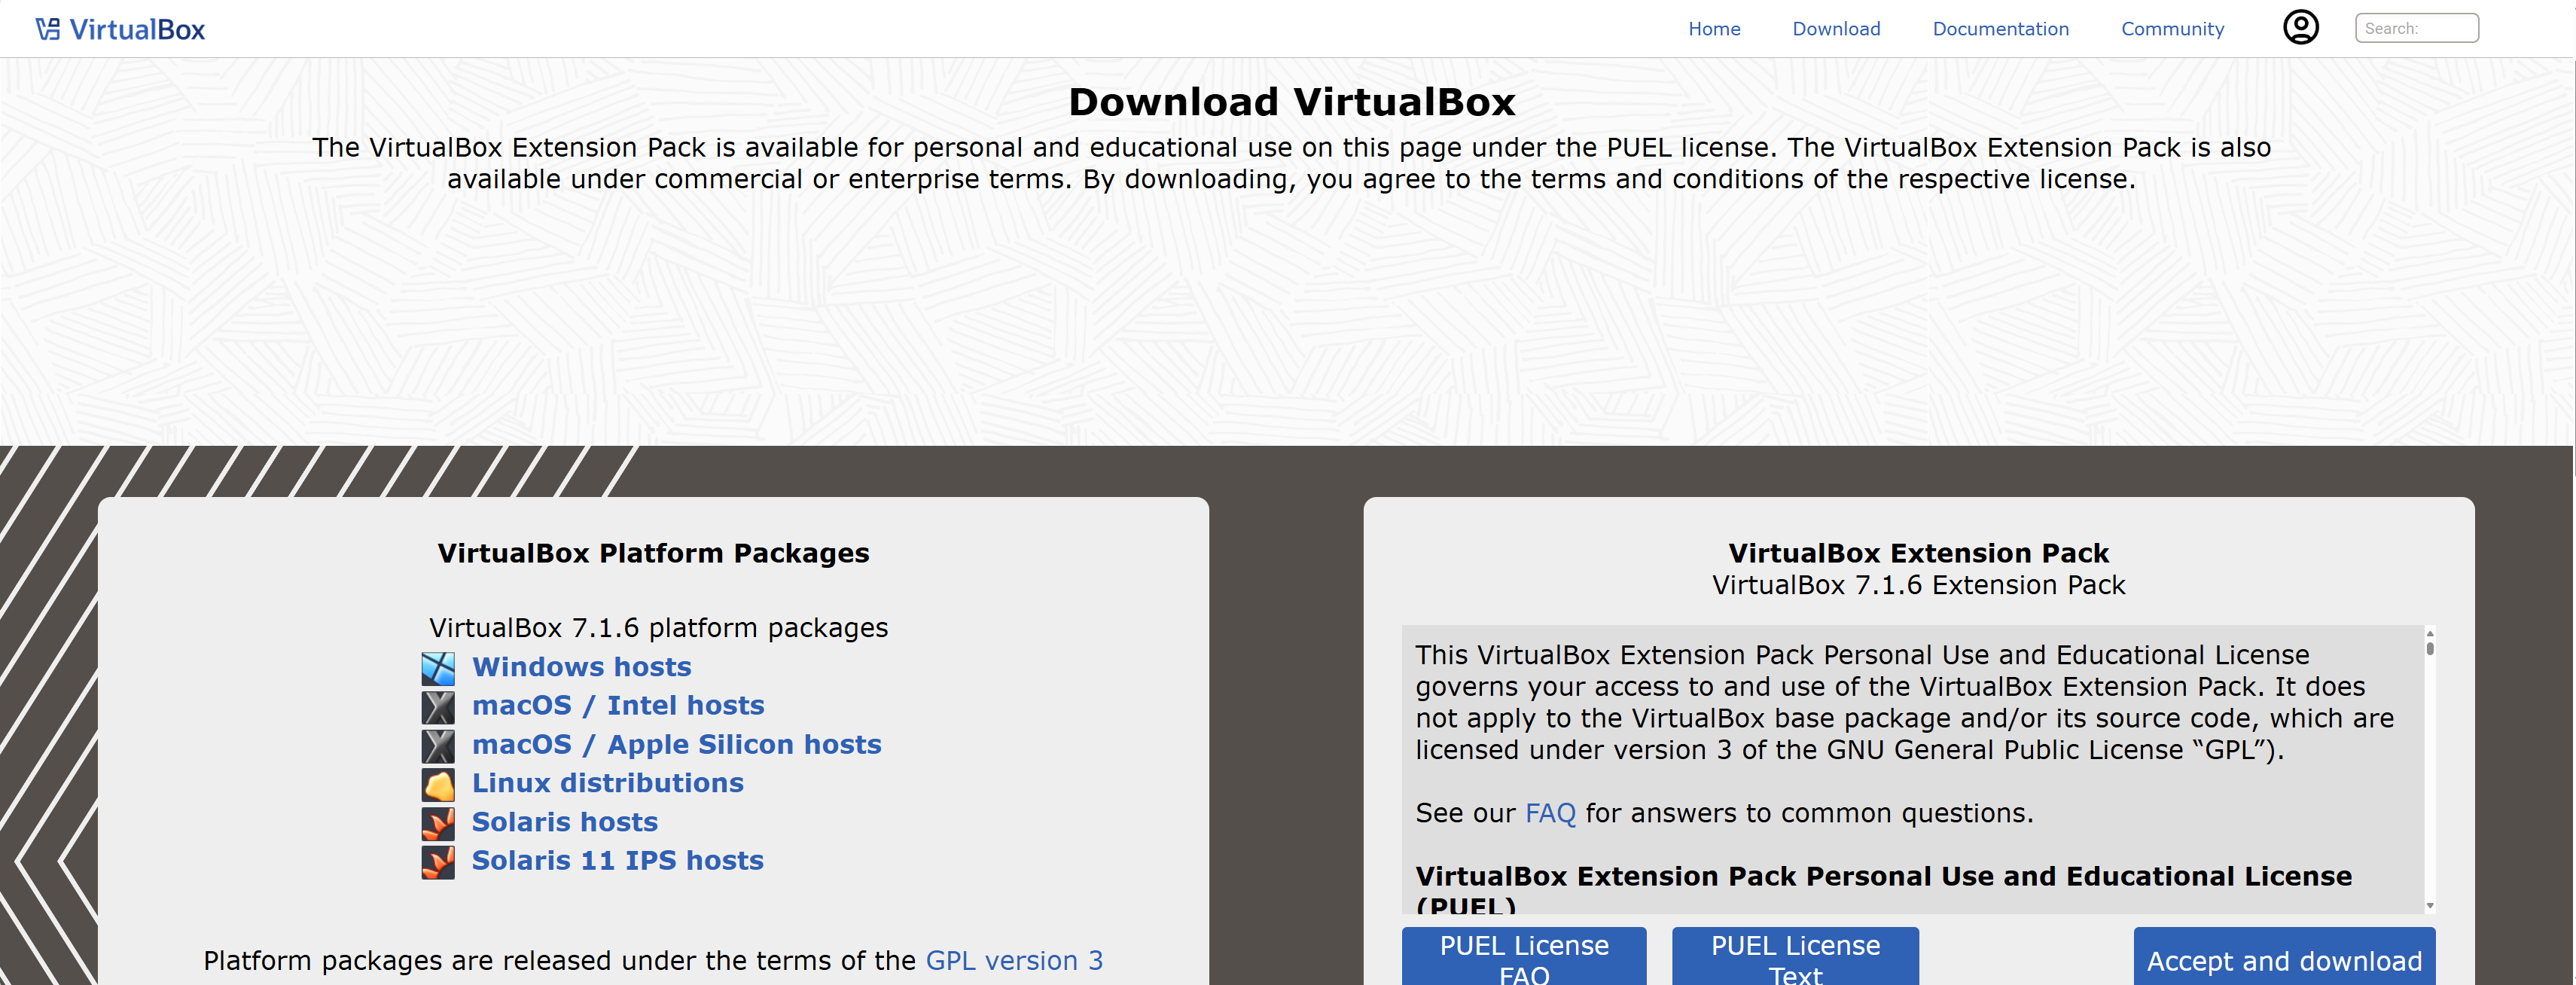 VirtualBox
Home
Download
Documentation
Community
Search:
Download VirtualBox
The VirtualBox Extension Pack is available for personal and educational use on this page under the PUEL license. The VirtualBox Extension Pack is also
available under commercial or enterprise terms. By downloading, you agree to the terms and conditions of the respective license.
VirtualBox Platform Packages
VirtualBox 7.1.6 platform packages
Windows hosts
macOS / Intel hosts
macOS / Apple Silicon hosts
Linux distributions
Solaris hosts
Solaris 11 IPS hosts
Platform packages are released under the terms of the GPL version 3
VirtualBox Extension Pack
VirtualBox 7.1.6 Extension Pack
This VirtualBox Extension Pack Personal Use and Educational License
governs your access to and use of the VirtualBox Extension Pack. It does
not apply to the VirtualBox base package and/or its source code, which are
licensed under version 3 of the GNU General Public License “GPL”).
See our FAQ for answers to common questions.
VirtualBox Extension Pack Personal Use and Educational License
(PUEL)
PUEL License
FAQ
PUEL License
Text
Accept and download